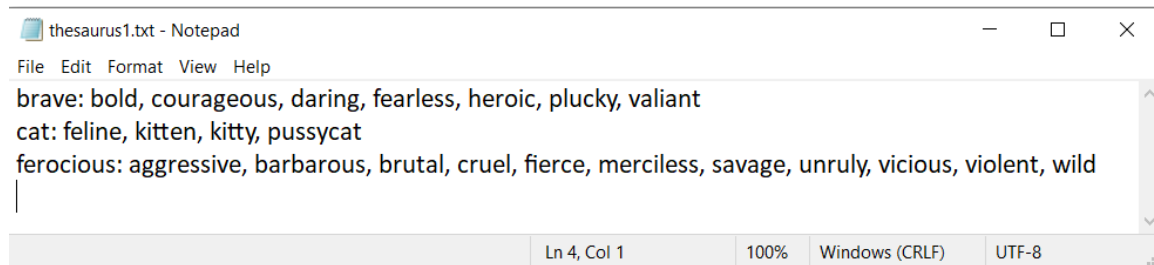 thesaurus1.txt - Notepad
File Edit Format View Help
brave: bold, courageous, daring, fearless, heroic, plucky, valiant
cat: feline, kitten, kitty, pussycat
ferocious: aggressive, barbarous, brutal, cruel, fierce, merciless, savage, unruly, vicious, violent, wild
Ln 4, Col 1 100% Windows (CRLF) UTF-8